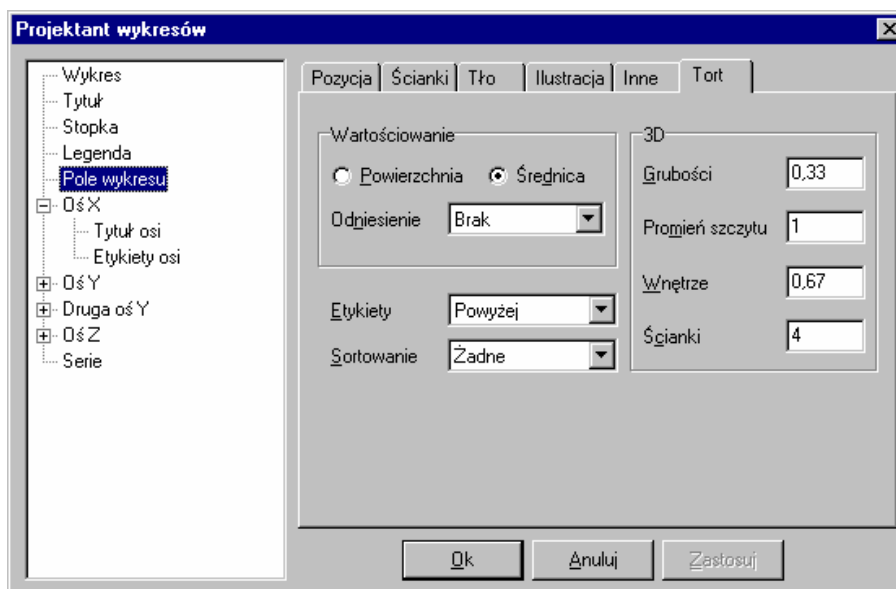 Projektant wykresów
Wykres
Tytuł
Stopka
Legenda
Pole wykresu
Oś X
Tytuł osi
Etykiety osi
Oś Y
Druga oś Y
Oś Z
Serie
Pozycja Ścianki Tło Ilustracja Inne Tort
Wartościowanie
Powierzchnia Średnica
Odniesienie Brak
Etykiety Powyżej
Sortowanie Żadne
3D
Grubości 0,33
Promień szczytu 1
Wnętrze 0,67
Ścianki 4
Ok Anuluj Zastosuj